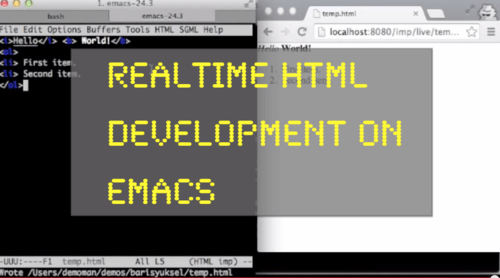 1. emacs-24.3
bash
emacs-24.3
File Edit Options Buffers Tools HTML SGML Help
<i>Hello</i> <b> World!</b>
<ol>
<li> First item.
<li> Second item.
</ol>
-UUU:----F1 temp.html All L5 (HTML imp)
Wrote /Users/demoman/demos/barisyuksel/temp.html
temp.html
localhost:8080/imp/live/tem...
Hello World!
1.
2.
REALTIME HTML
DEVELOPMENT ON
EMACS